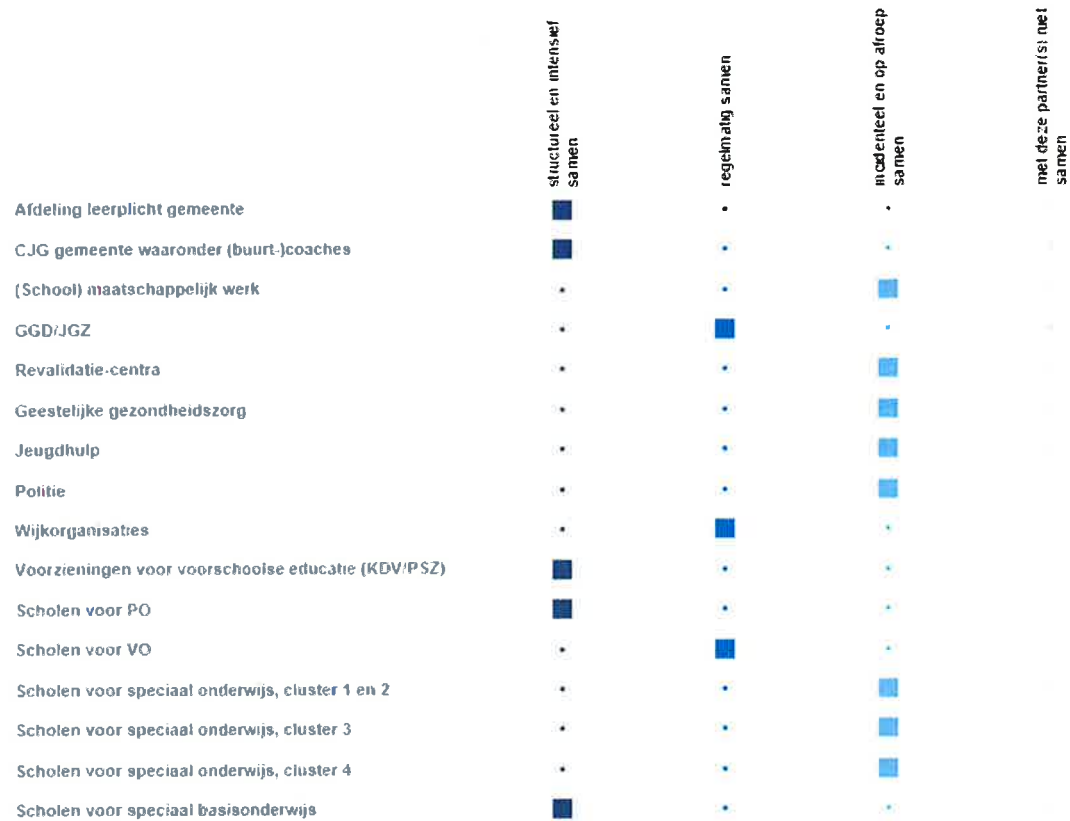 structureel en intensief
samen
regelmatig samen
incidenteel en op afroep
samen
met deze partner(s) niet
samen
Afdeling leerplicht gemeente
CJG gemeente waaronder (buurt-)coaches
(School) maatschappelijk werk
GGD/JGZ
Revalidatie-centra
Geestelijke gezondheidszorg
Jeugdhulp
Politie
Wijkorganisaties
Voorzieningen voor voorschoolse educatie (KDV/PSZ)
Scholen voor PO
Scholen voor VO
Scholen voor speciaal onderwijs, cluster 1 en 2
Scholen voor speciaal onderwijs, cluster 3
Scholen voor speciaal onderwijs, cluster 4
Scholen voor speciaal basisonderwijs